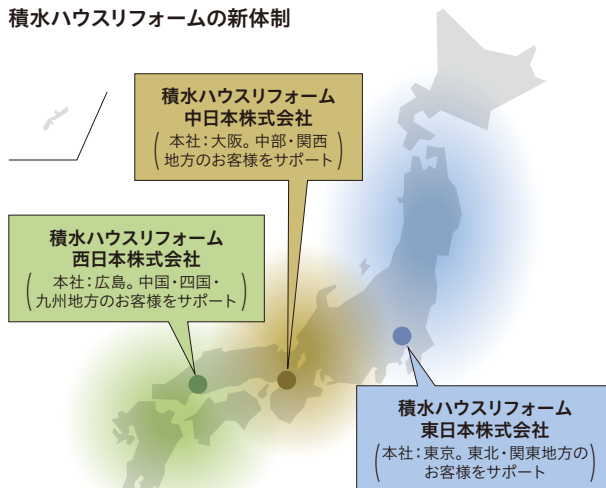 積水ハウスリフォームの新体制
積水ハウスリフォーム
中日本株式会社
(本社：大阪。中部・関西
地方のお客様をサポート)
積水ハウスリフォーム
西日本株式会社
(本社：広島。中国・四国・
九州地方のお客様をサポート)
積水ハウスリフォーム
東日本株式会社
(本社：東京。東北・関東地方の
お客様をサポート)